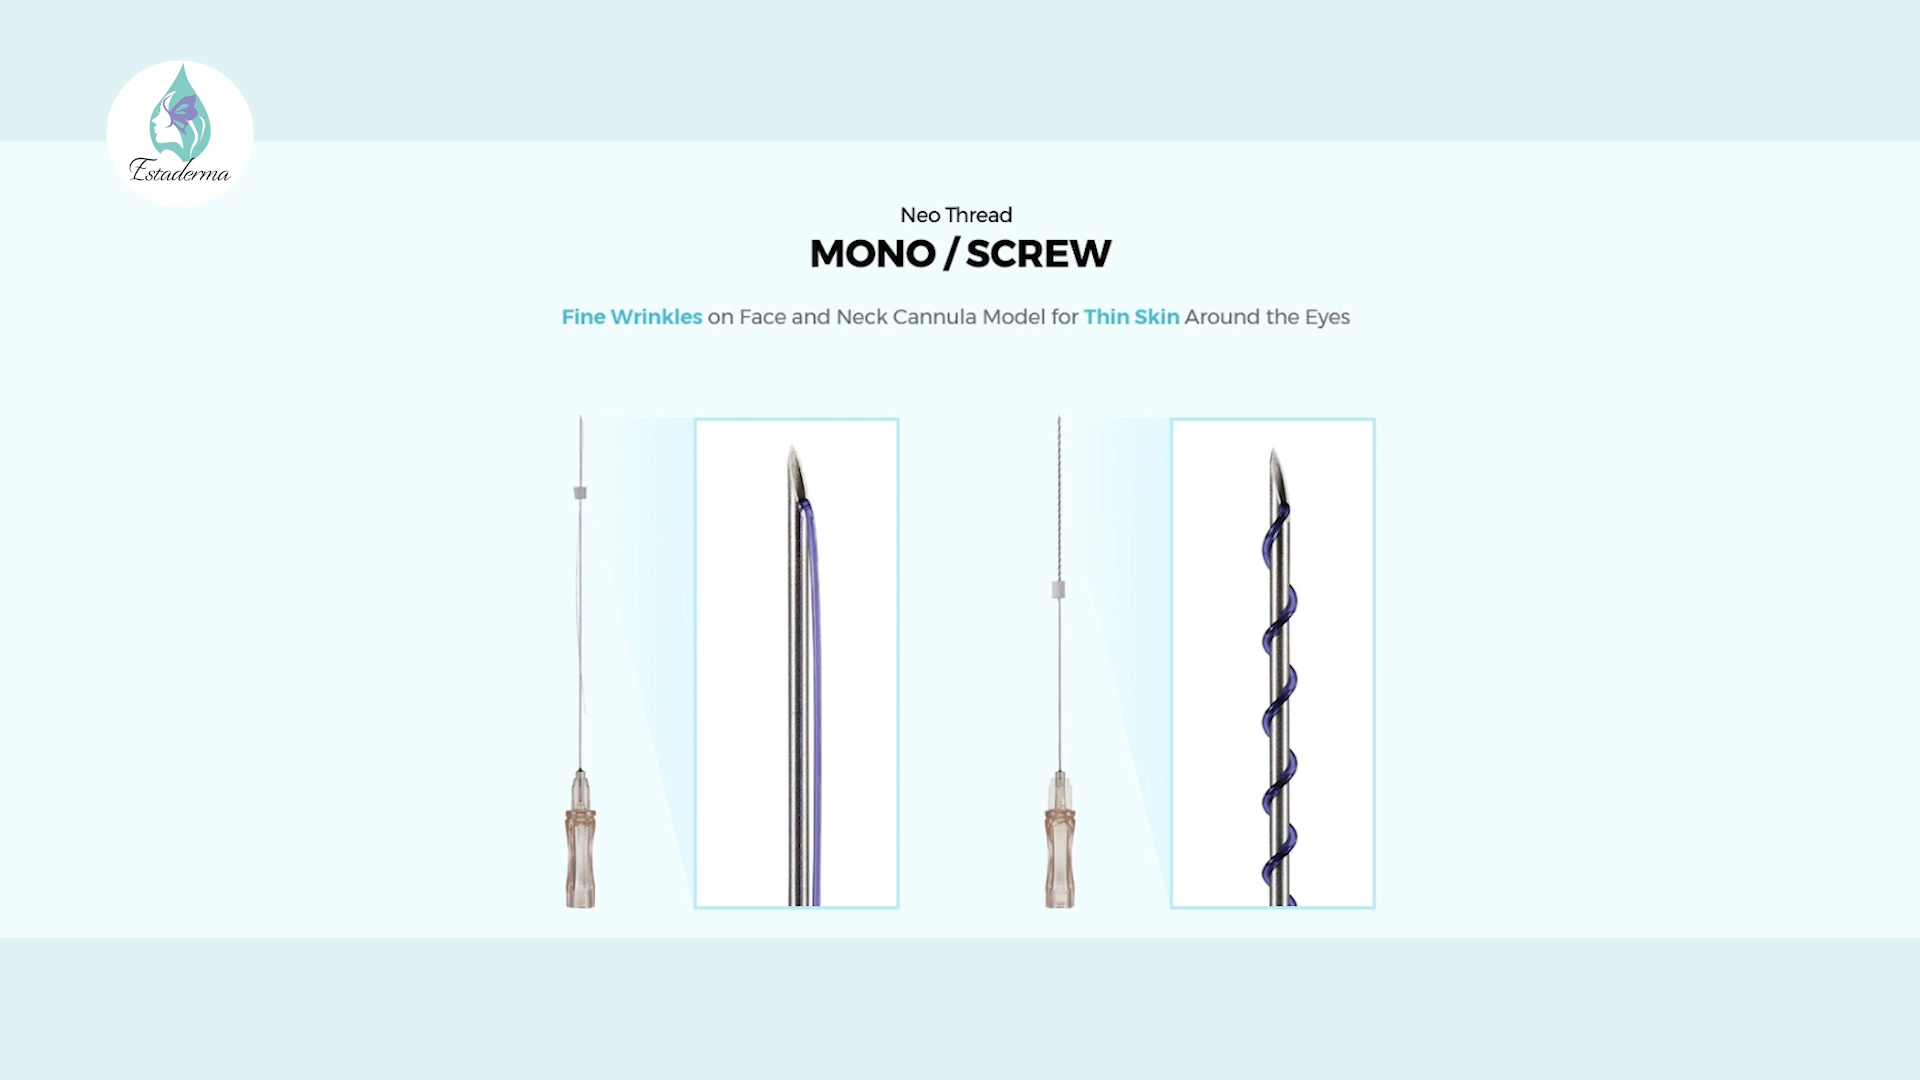 Estaderma
Neo Thread
MONO / SCREW
Fine Wrinkles on Face and Neck Cannula Model for Thin Skin Around the Eyes